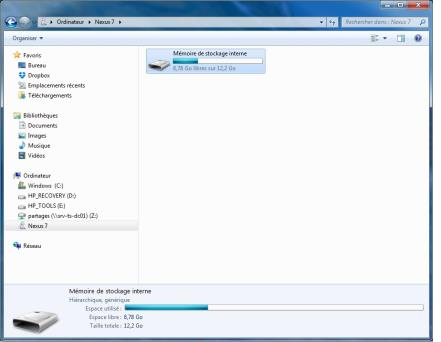 Ordinateur ▸ Nexus 7 ▸
Rechercher dans : Nexus 7
Organiser ▾
Favoris
Bureau
Dropbox
Emplacements récents
Téléchargements
Bibliothèques
Documents
Images
Musique
Vidéos
Ordinateur
Windows (C:)
HP_RECOVERY (D:)
HP_TOOLS (E:)
partages (\\srv-ts-dc01) (Z:)
Nexus 7
Réseau
Mémoire de stockage interne
8,78 Go libres sur 12,2 Go
Mémoire de stockage interne
Hiérarchique, générique
Espace utilisé :
Espace libre : 8,78 Go
Taille totale : 12,2 Go